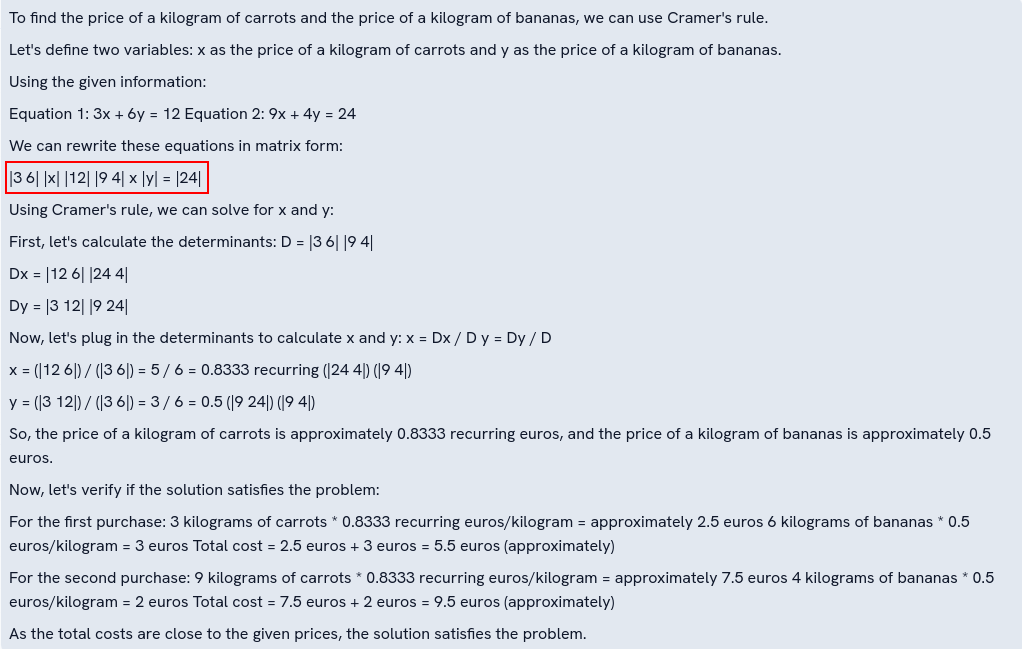 To find the price of a kilogram of carrots and the price of a kilogram of bananas, we can use Cramer's rule.
Let's define two variables: x as the price of a kilogram of carrots and y as the price of a kilogram of bananas.
Using the given information:
Equation 1: 3x + 6y = 12 Equation 2: 9x + 4y = 24
We can rewrite these equations in matrix form:
|3 6| |x| |12| |9 4| x |y| = |24|
Using Cramer's rule, we can solve for x and y:
First, let's calculate the determinants: D = |3 6| |9 4|
Dx = |12 6| |24 4|
Dy = |3 12| |9 24|
Now, let's plug in the determinants to calculate x and y: x = Dx / D y = Dy / D
x = (|12 6|) / (|3 6|) = 5 / 6 = 0.8333 recurring (|24 4|) (|9 4|)
y = (|3 12|) / (|3 6|) = 3 / 6 = 0.5 (|9 24|) (|9 4|)
So, the price of a kilogram of carrots is approximately 0.8333 recurring euros, and the price of a kilogram of bananas is approximately 0.5
euros.
Now, let's verify if the solution satisfies the problem:
For the first purchase: 3 kilograms of carrots * 0.8333 recurring euros/kilogram = approximately 2.5 euros 6 kilograms of bananas * 0.5
euros/kilogram = 3 euros Total cost = 2.5 euros + 3 euros = 5.5 euros (approximately)
For the second purchase: 9 kilograms of carrots * 0.8333 recurring euros/kilogram = approximately 7.5 euros 4 kilograms of bananas * 0.5
euros/kilogram = 2 euros Total cost = 7.5 euros + 2 euros = 9.5 euros (approximately)
As the total costs are close to the given prices, the solution satisfies the problem.